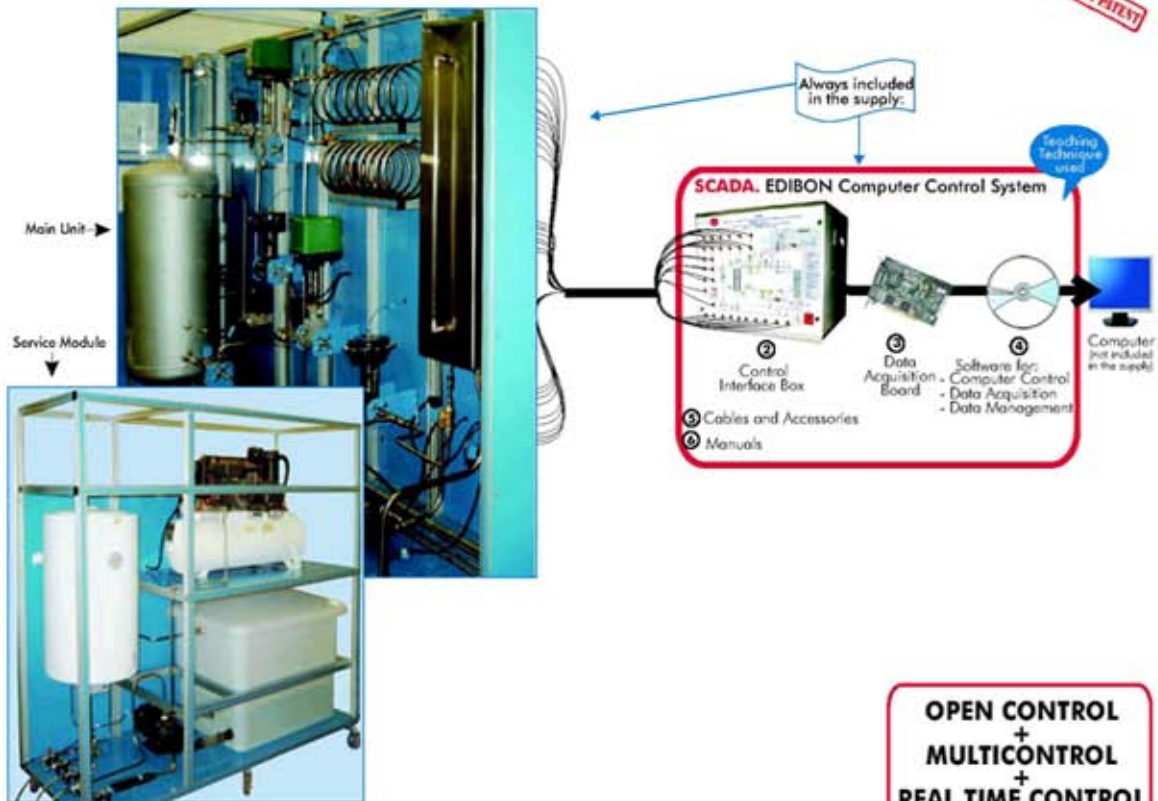 PATENT
Always included
in the supply:
Teaching
Technique
used
SCADA. EDIBON Computer Control System
Main Unit
Service Module
②
Control
Interface Box
③
Data
Acquisition
Board
④
Software for:
- Computer Control
- Data Acquisition
- Data Management
Computer
(not included
in the supply)
⑤ Cables and Accessories
⑥ Manuals
OPEN CONTROL
+
MULTICONTROL
+
REAL TIME CONTROL